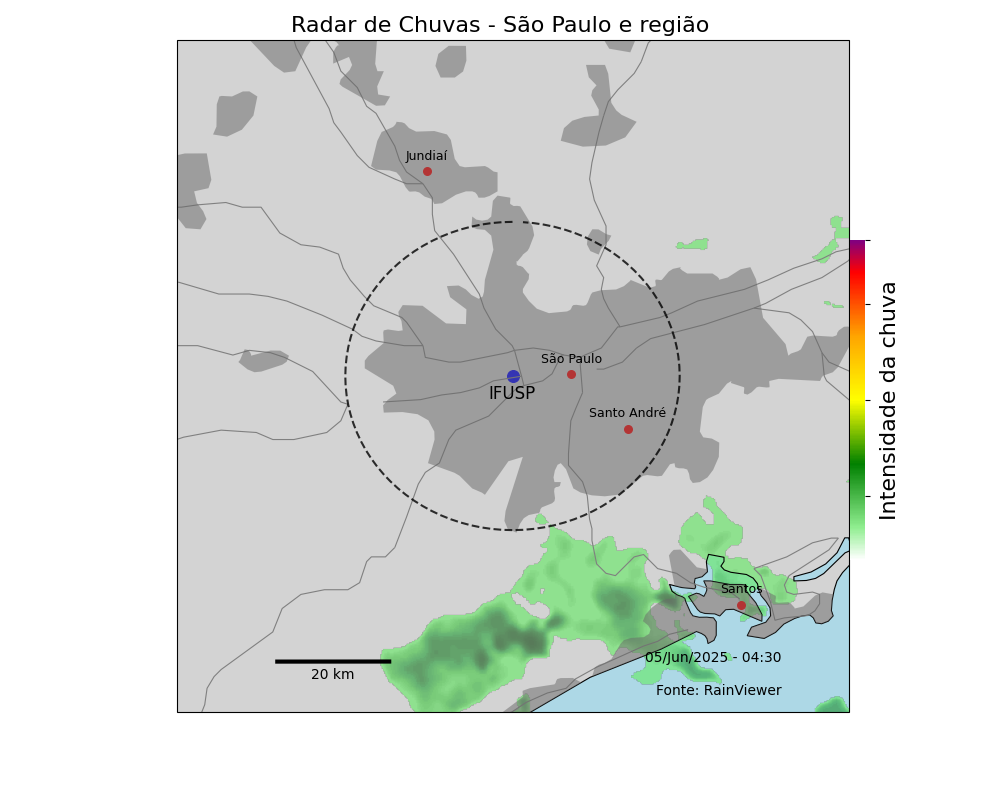 Radar de Chuvas - São Paulo e região
Jundiaí
São Paulo
IFUSP
Santo André
Intensidade da chuva
Santos
05/Jun/2025 - 04:30
20 km
Fonte: RainViewer